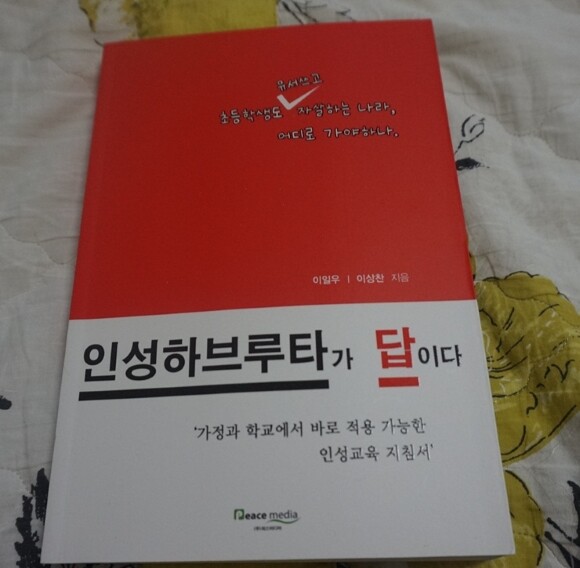 유서쓰고
초등학생도 자살하는 나라,
어디로 가야하나.
이일우 | 이상찬 지음
인성하브루타가 답이다
'가정과 학교에서 바로 적용 가능한
인성교육 지침서'
Peace media